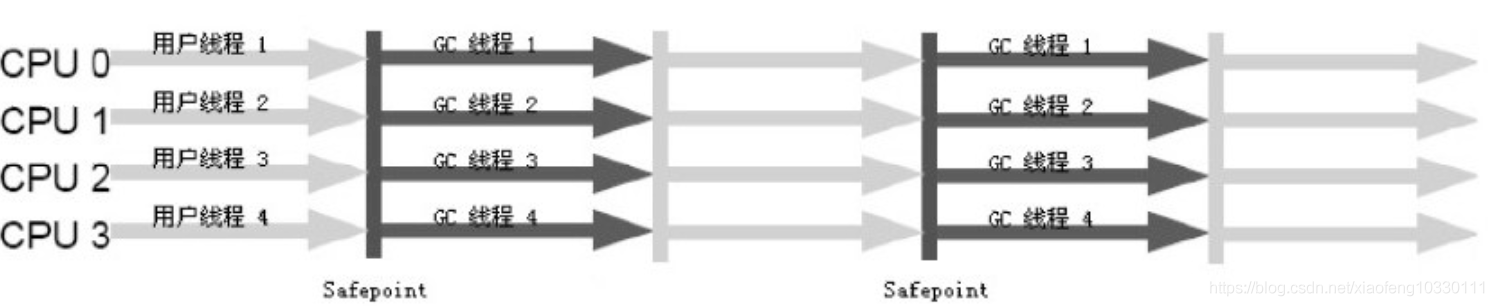 CPU 0 用户线程 1 GC 线程 1 GC 线程 1
CPU 1 用户线程 2 GC 线程 2 GC 线程 2
CPU 2 用户线程 3 GC 线程 3 GC 线程 3
CPU 3 用户线程 4 GC 线程 4 GC 线程 4
Safepoint Safepoint
https://blog.csdn.net/xiaofeng10330111